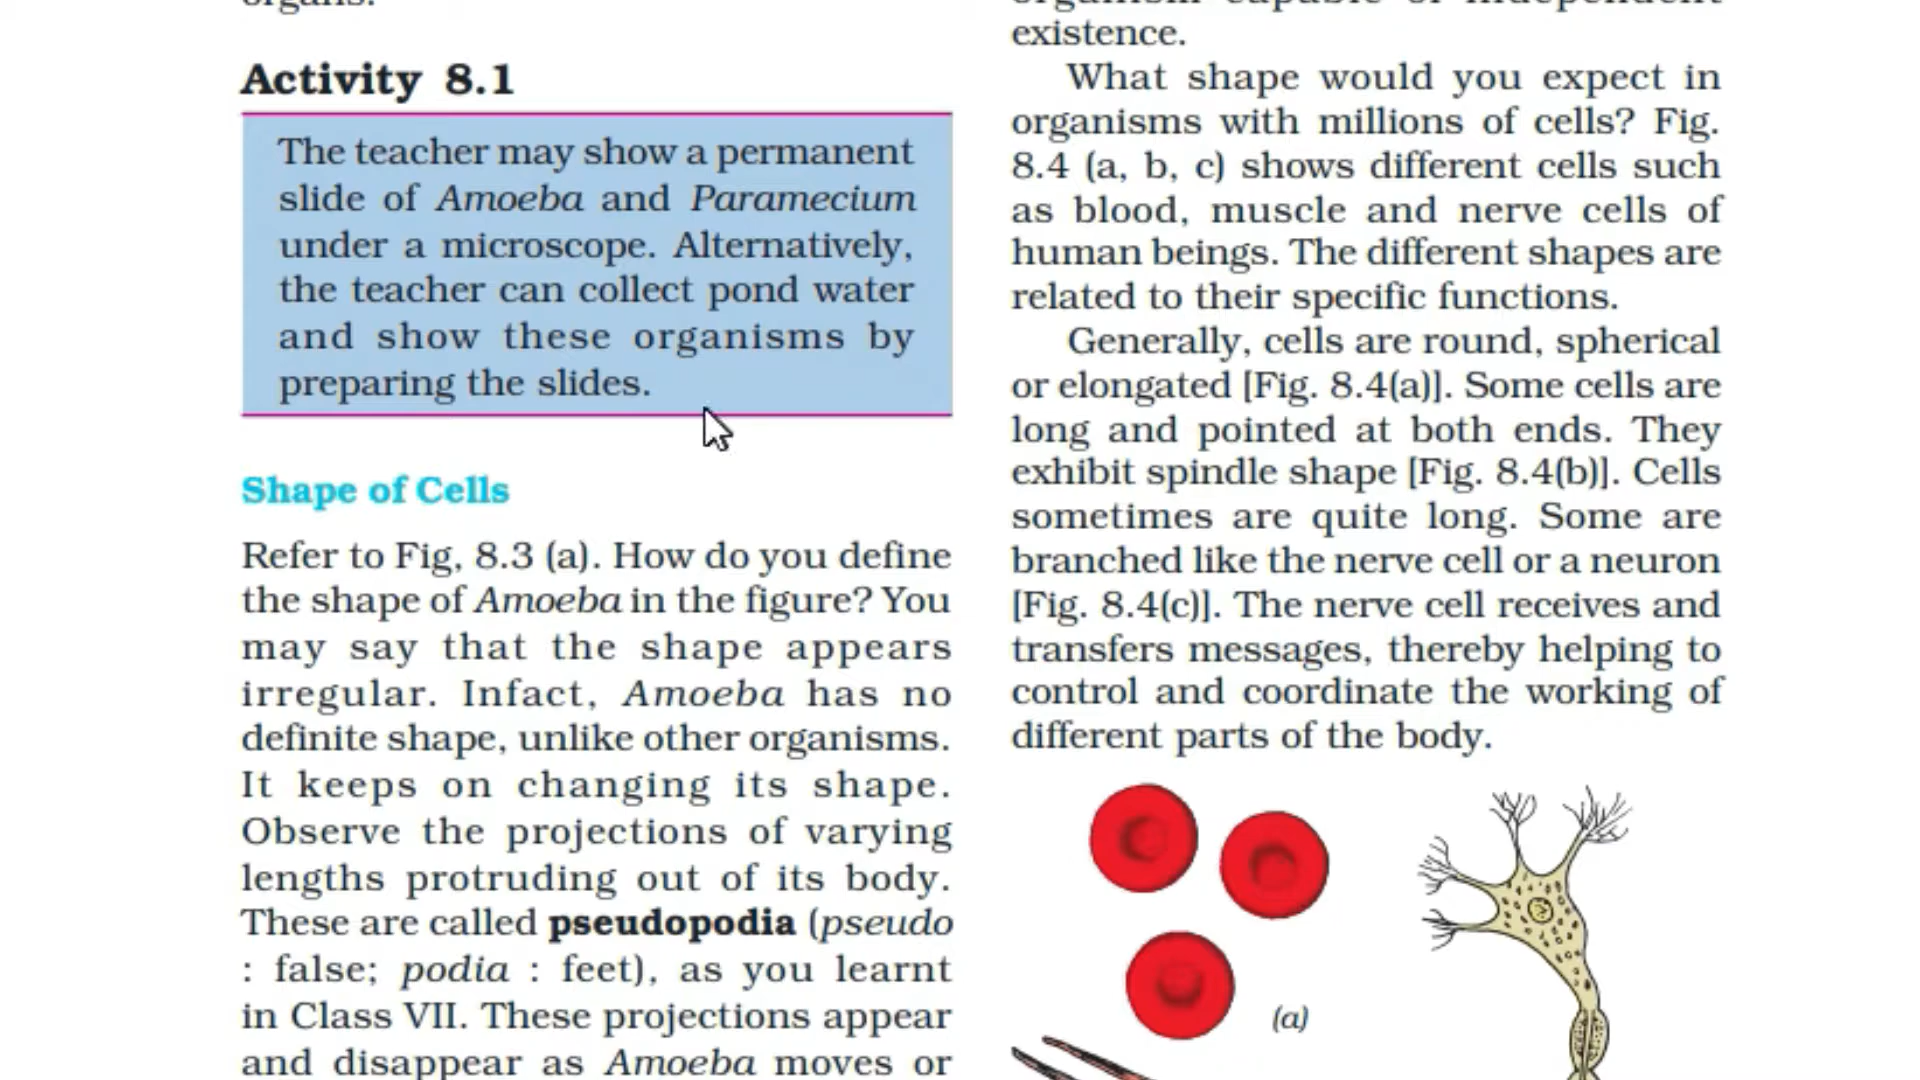 organs.
Activity 8.1
The teacher may show a permanent
slide of Amoeba and Paramecium
under a microscope. Alternatively,
the teacher can collect pond water
and show these organisms by
preparing the slides.
Shape of Cells
Refer to Fig, 8.3 (a). How do you define
the shape of Amoeba in the figure? You
may say that the shape appears
irregular. Infact, Amoeba has no
definite shape, unlike other organisms.
It keeps on changing its shape.
Observe the projections of varying
lengths protruding out of its body.
These are called pseudopodia (pseudo
: false; podia : feet), as you learnt
in Class VII. These projections appear
and disappear as Amoeba moves or
organism capable of independent
existence.
What shape would you expect in
organisms with millions of cells? Fig.
8.4 (a, b, c) shows different cells such
as blood, muscle and nerve cells of
human beings. The different shapes are
related to their specific functions.
Generally, cells are round, spherical
or elongated [Fig. 8.4(a)]. Some cells are
long and pointed at both ends. They
exhibit spindle shape [Fig. 8.4(b)]. Cells
sometimes are quite long. Some are
branched like the nerve cell or a neuron
[Fig. 8.4(c)]. The nerve cell receives and
transfers messages, thereby helping to
control and coordinate the working of
different parts of the body.
(a)